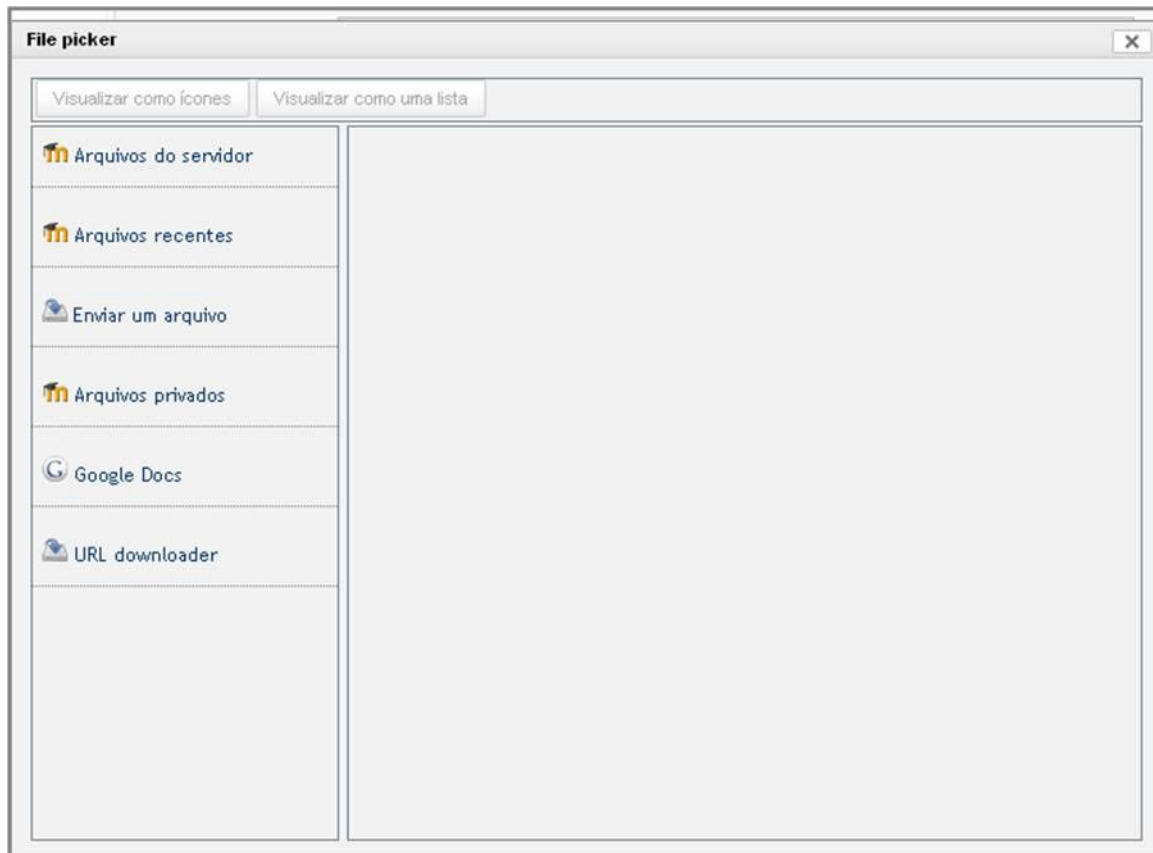 File picker
Visualizar como ícones Visualizar como uma lista
Arquivos do servidor
Arquivos recentes
Enviar um arquivo
Arquivos privados
Google Docs
URL downloader